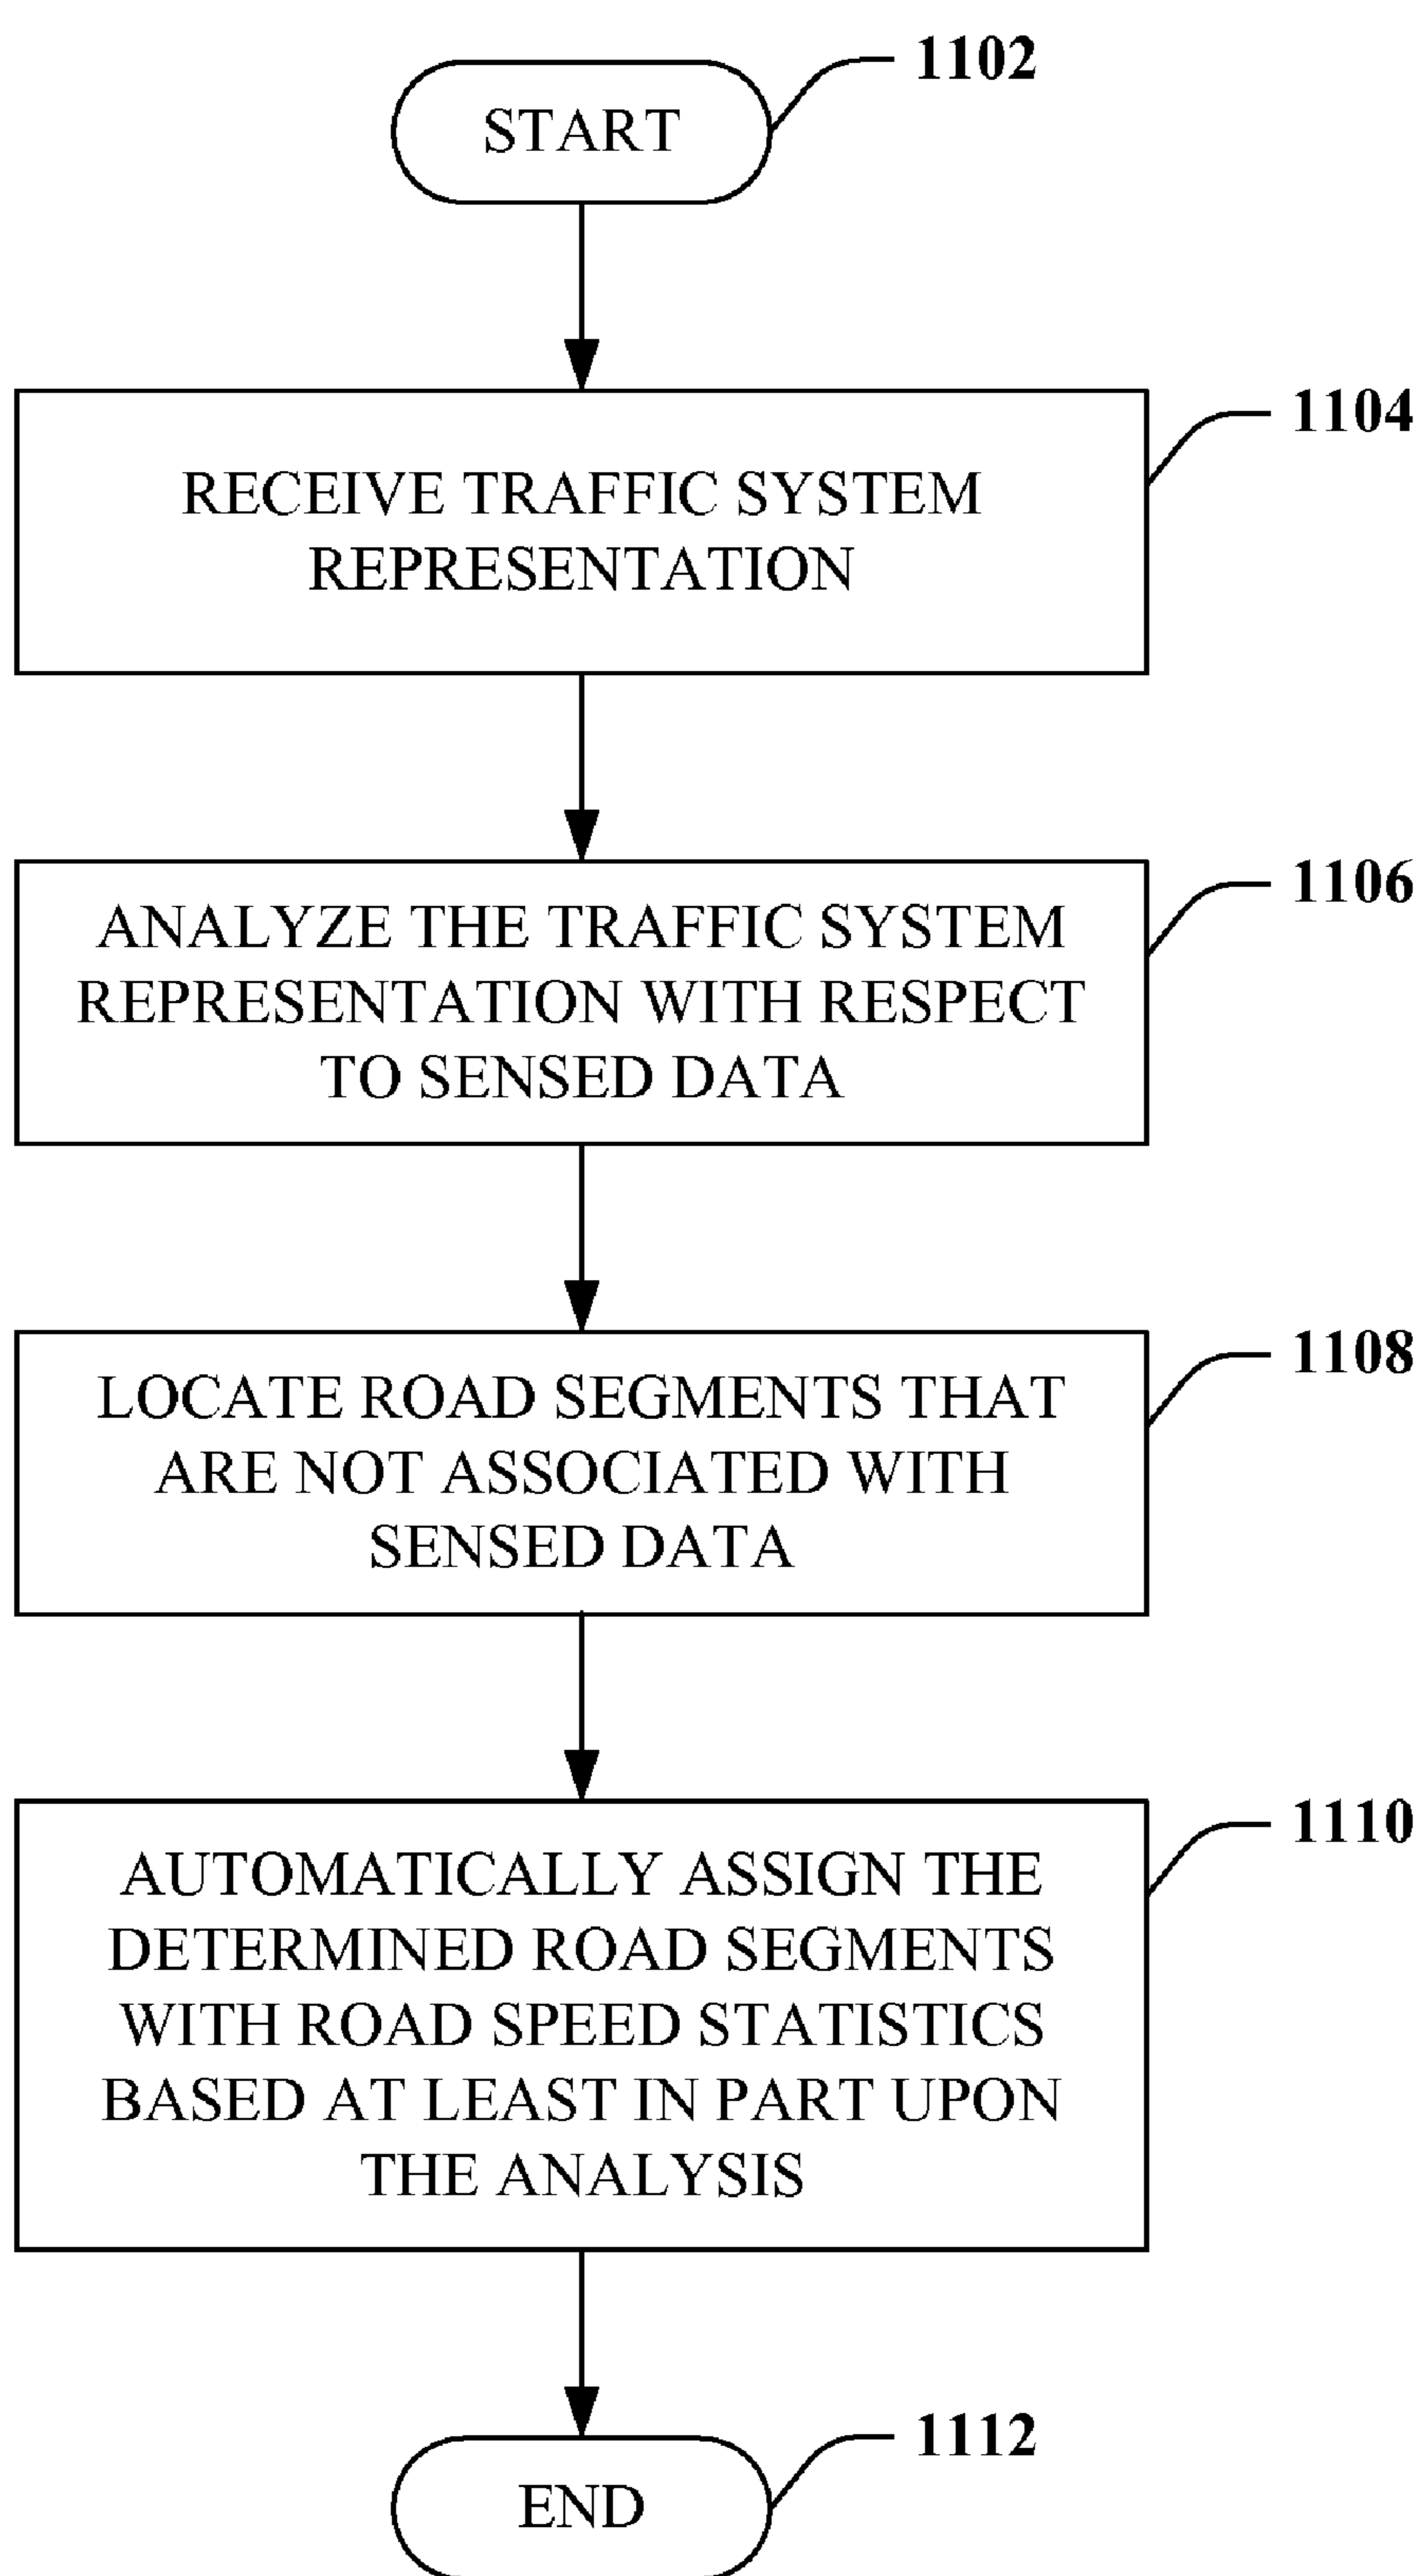 1102
START
1104
RECEIVE TRAFFIC SYSTEM
REPRESENTATION
1106
ANALYZE THE TRAFFIC SYSTEM
REPRESENTATION WITH RESPECT
TO SENSED DATA
1108
LOCATE ROAD SEGMENTS THAT
ARE NOT ASSOCIATED WITH
SENSED DATA
1110
AUTOMATICALLY ASSIGN THE
DETERMINED ROAD SEGMENTS
WITH ROAD SPEED STATISTICS
BASED AT LEAST IN PART UPON
THE ANALYSIS
1112
END